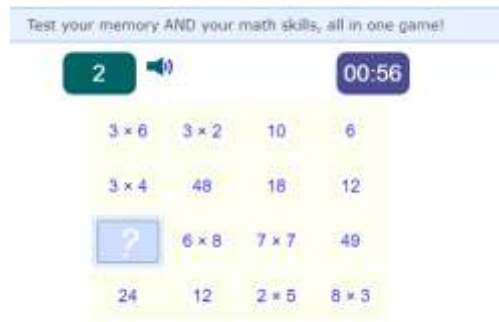 Test your memory AND your math skills, all in one game!
2 00:56
3 × 6 3 × 2 10 6
3 × 4 48 18 12
? 6 × 8 7 × 7 49
24 12 2 × 5 8 × 3